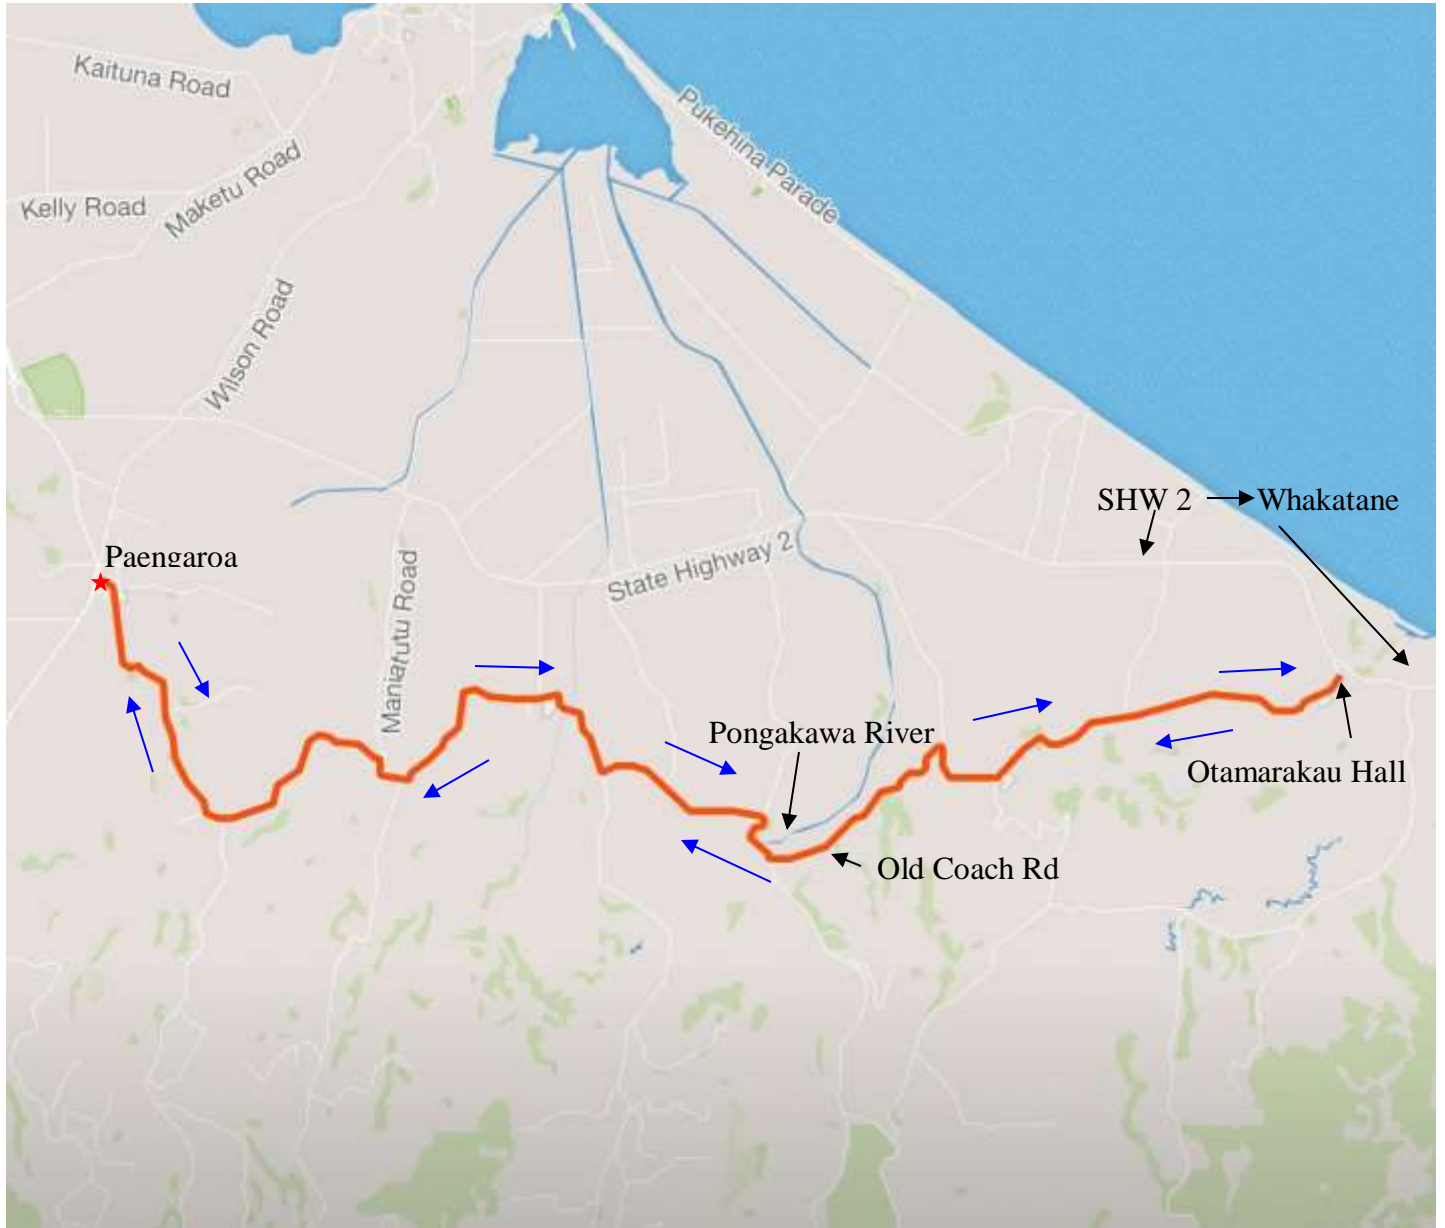 Kaituna Road
Pukehina Parade
Maketu Road
Kelly Road
Wilson Road
SHW 2
Whakatane
State Highway 2
Paengaroa
Maniatutu Road
Pongakawa River
Otamarakau Hall
Old Coach Rd